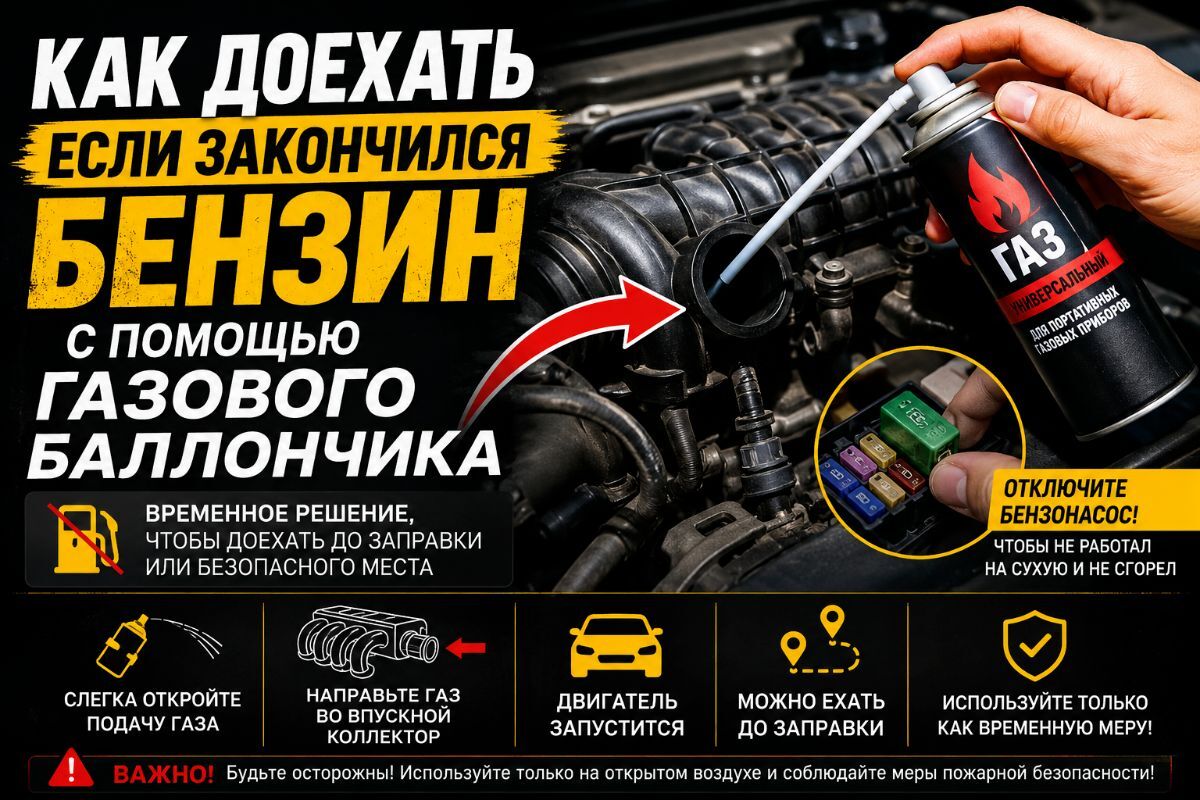 КАК ДОЕХАТЬ
ЕСЛИ ЗАКОНЧИЛСЯ
БЕНЗИН
С ПОМОЩЬЮ
ГАЗОВОГО
БАЛЛОНЧИКА
ВРЕМЕННОЕ РЕШЕНИЕ,
ЧТОБЫ ДОЕХАТЬ ДО ЗАПРАВКИ
ИЛИ БЕЗОПАСНОГО МЕСТА
ГАЗ
УНИВЕРСАЛЬНЫЙ
ДЛЯ ПОРТАТИВНЫХ
ГАЗОВЫХ ПРИБОРОВ
ОТКЛЮЧИТЕ
БЕНЗОНАСОС!
ЧТОБЫ НЕ РАБОТАЛ
НА СУХУЮ И НЕ СГОРЕЛ
СЛЕГКА ОТКРОЙТЕ
ПОДАЧУ ГАЗА
НАПРАВЬТЕ ГАЗ
ВО ВПУСКНОЙ
КОЛЛЕКТОР
ДВИГАТЕЛЬ
ЗАПУСТИТСЯ
МОЖНО ЕХАТЬ
ДО ЗАПРАВКИ
ИСПОЛЬЗУЙТЕ ТОЛЬКО
КАК ВРЕМЕННУЮ МЕРУ!
ВАЖНО! Будьте осторожны! Используйте только на открытом воздухе и соблюдайте меры пожарной безопасности!